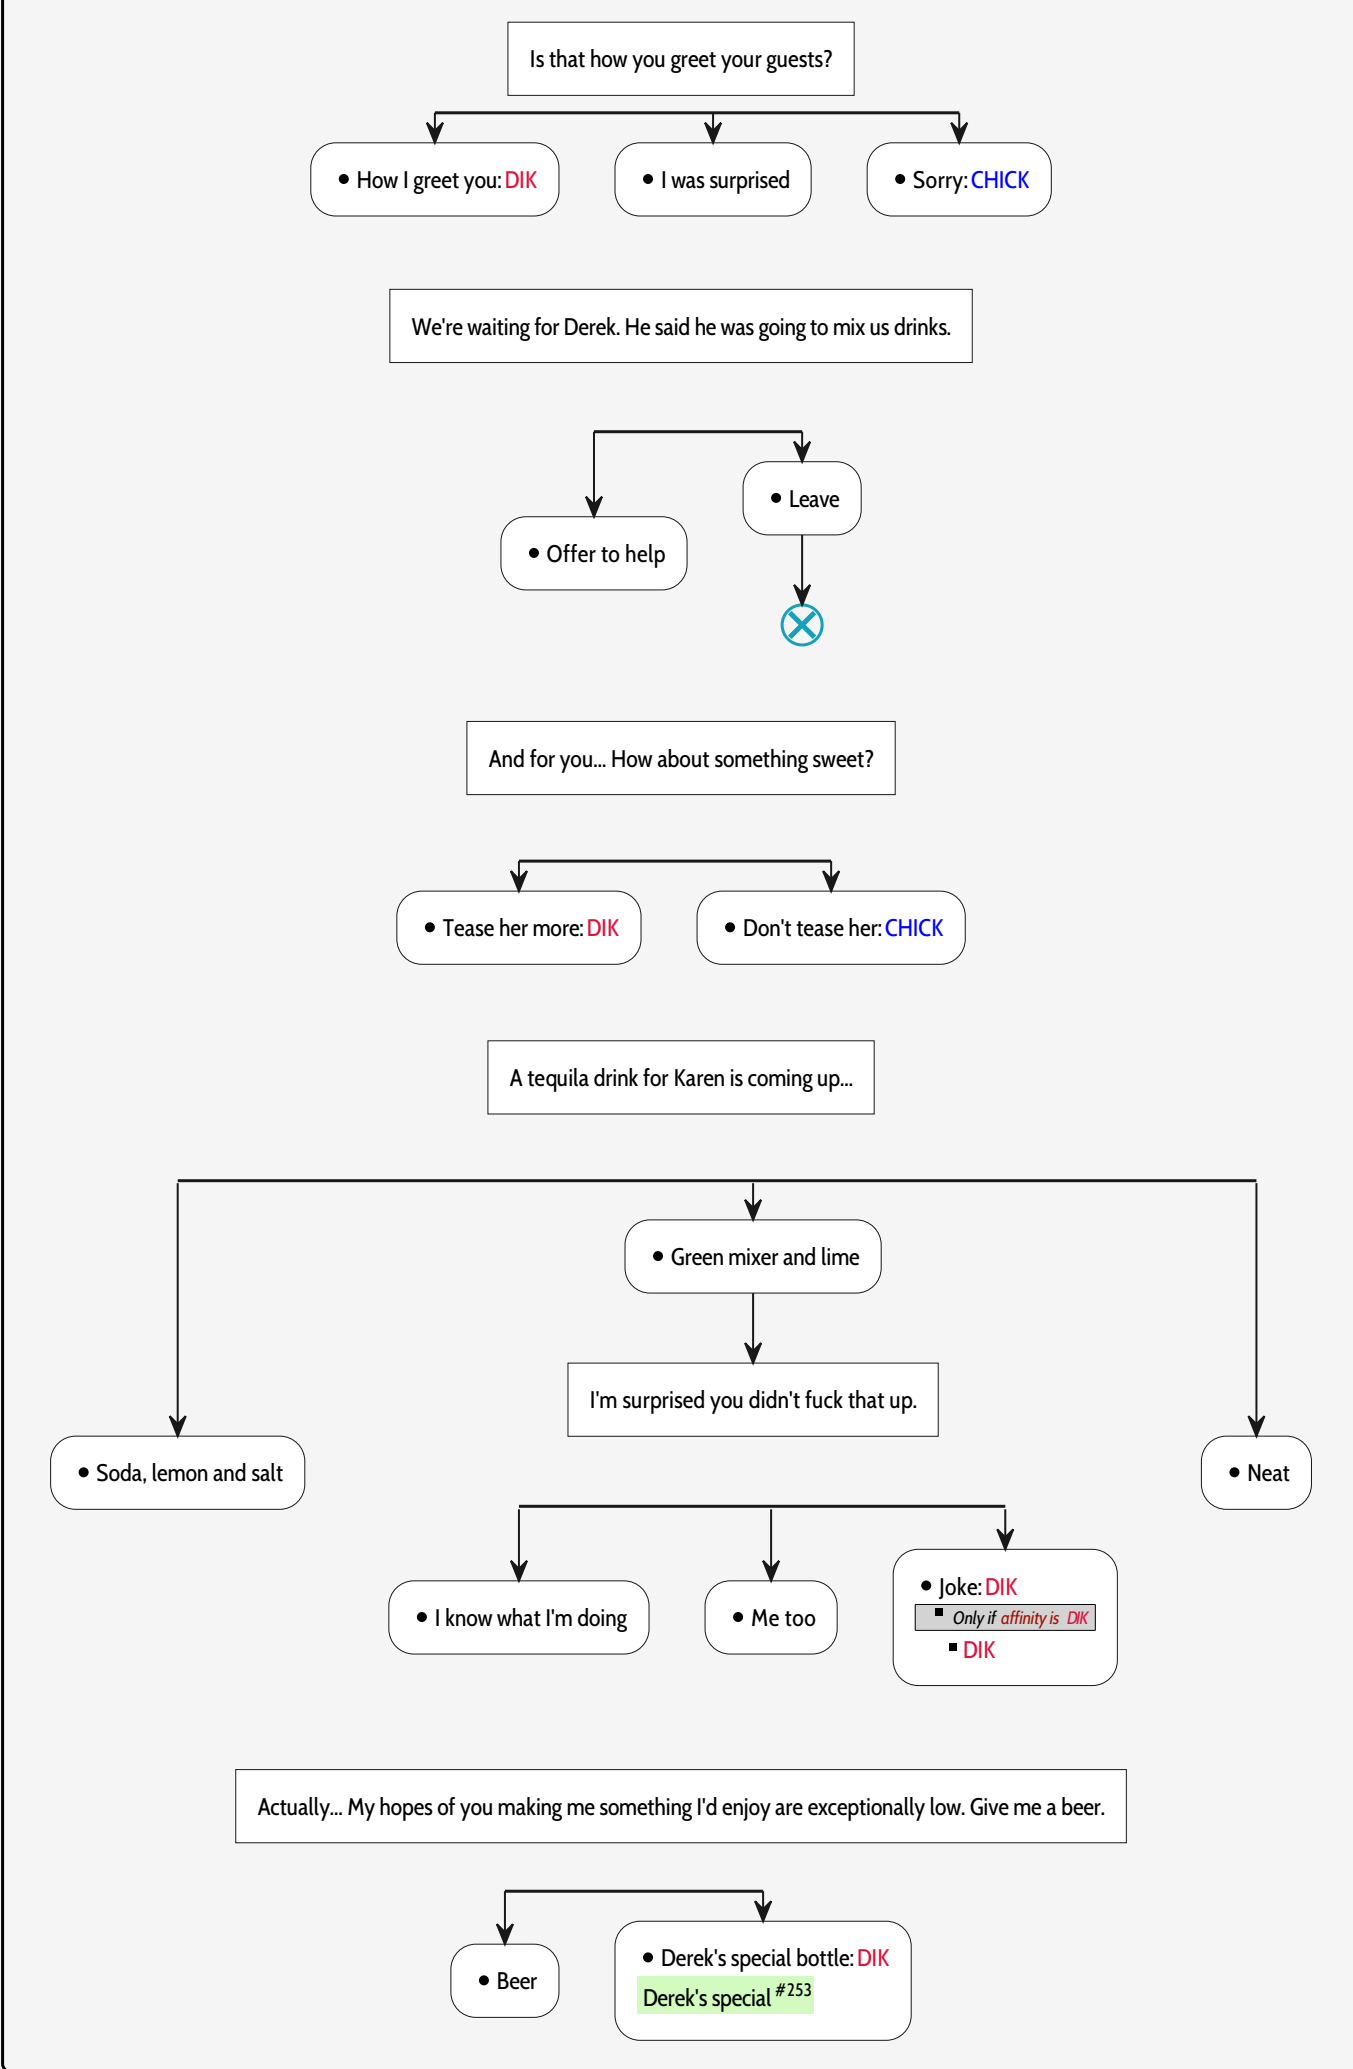 Is that how you greet your guests?
• How I greet you: DIK
• I was surprised
• Sorry: CHICK
We're waiting for Derek. He said he was going to mix us drinks.
• Leave
• Offer to help
And for you... How about something sweet?
• Tease her more: DIK
• Don't tease her: CHICK
A tequila drink for Karen is coming up...
• Green mixer and lime
I'm surprised you didn't fuck that up.
• Soda, lemon and salt
• Neat
• I know what I'm doing
• Me too
• Joke: DIK
▪ Only if affinity is DIK
▪ DIK
Actually... My hopes of you making me something I'd enjoy are exceptionally low. Give me a beer.
• Beer
• Derek's special bottle: DIK
Derek's special #253